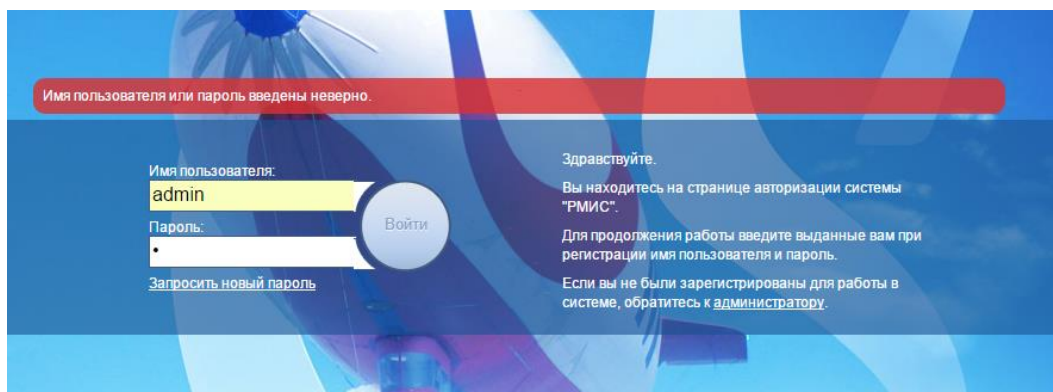 Имя пользователя или пароль введены неверно.
Имя пользователя:
admin
Пароль:
•
Войти
Запросить новый пароль
Здравствуйте.
Вы находитесь на странице авторизации системы
"РМИС".
Для продолжения работы введите выданные вам при
регистрации имя пользователя и пароль.
Если вы не были зарегистрированы для работы в
системе, обратитесь к администратору.